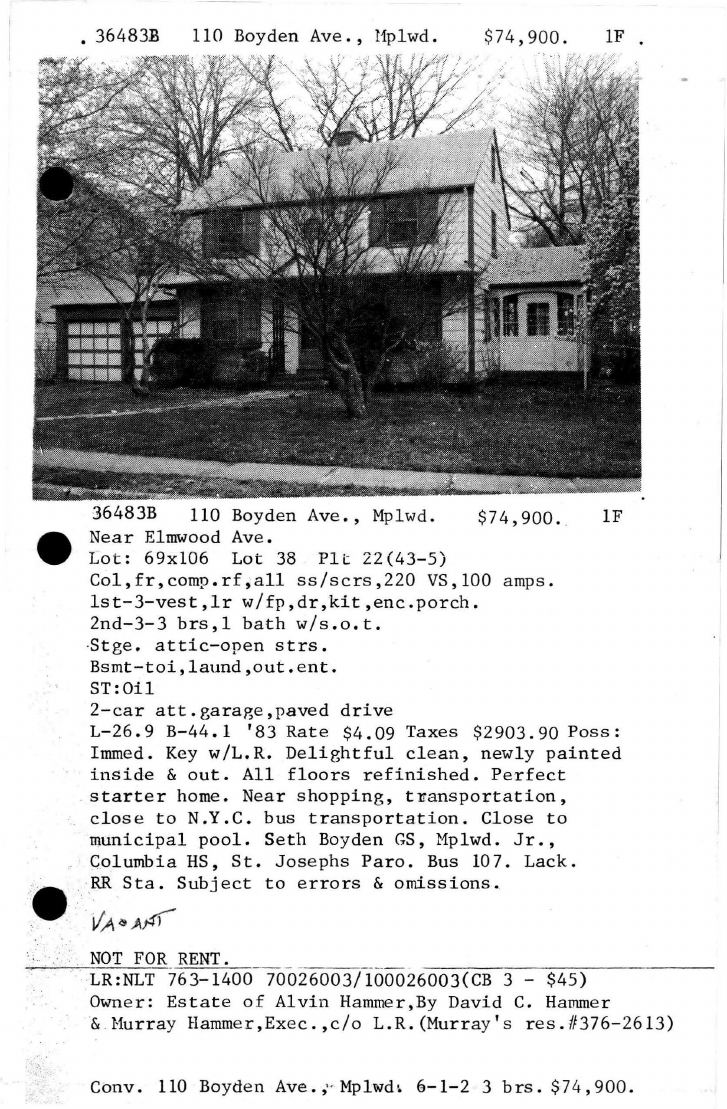 36483B 110 Boyden Ave., Mplwd. $74,900. 1F
36483B 110 Boyden Ave., Mplwd. $74,900. 1F
Near Elmwood Ave.
Lot: 69x106 Lot 38 Plt 22(43-5)
Col,fr,comp.rf,all ss/scrs,220 VS,100 amps.
1st-3-vest,lr w/fp,dr,kit,enc.porch.
2nd-3-3 brs,1 bath w/s.o.t.
Stge. attic-open strs.
Bsmt-toi,laund,out.ent.
ST:Oil
2-car att.garage,paved drive
L-26.9 B-44.1 '83 Rate $4.09 Taxes $2903.90 Poss:
Immed. Key w/L.R. Delightful clean, newly painted
inside & out. All floors refinished. Perfect
starter home. Near shopping, transportation,
close to N.Y.C. bus transportation. Close to
municipal pool. Seth Boyden GS, Mplwd. Jr.,
Columbia HS, St. Josephs Paro. Bus 107. Lack.
RR Sta. Subject to errors & omissions.
VACANT
NOT FOR RENT.
LR:NLT 763-1400 70026003/100026003(CB 3 - $45)
Owner: Estate of Alvin Hammer,By David C. Hammer
& Murray Hammer,Exec.,c/o L.R.(Murray's res.#376-2613)
Conv. 110 Boyden Ave., Mplwd. 6-1-2 3 brs. $74,900.